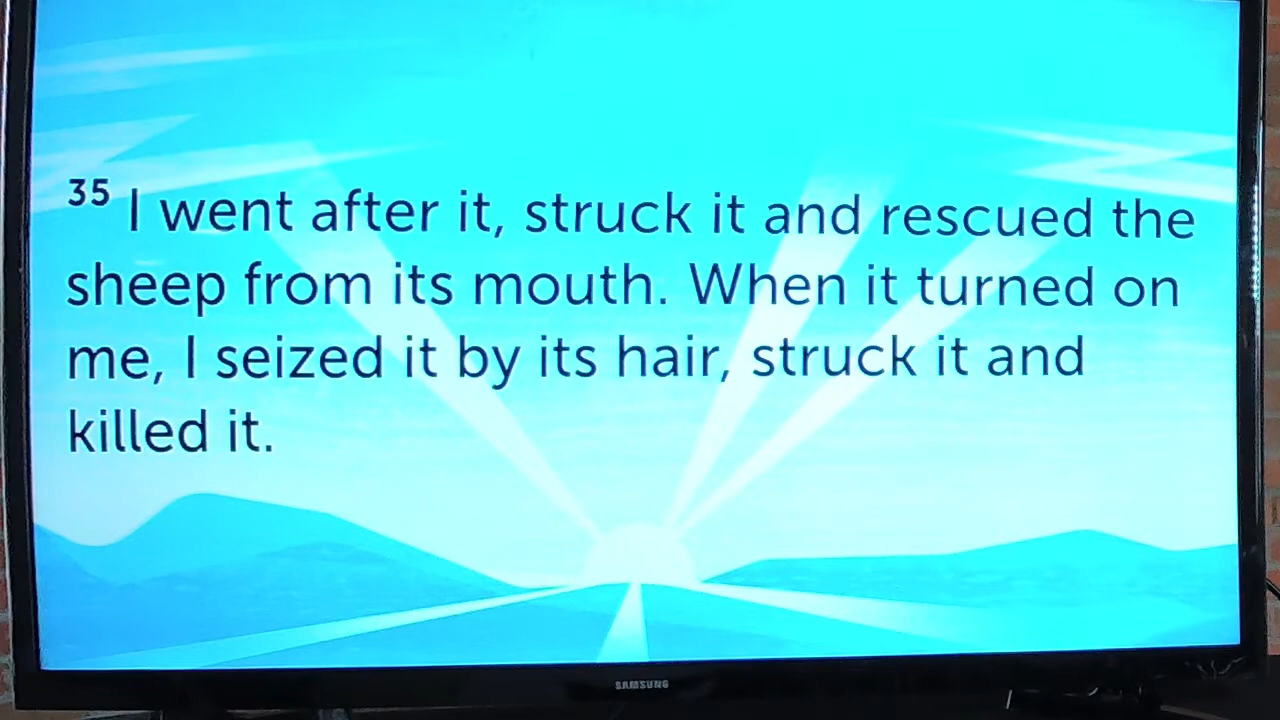 35 I went after it, struck it and rescued the
sheep from its mouth. When it turned on
me, I seized it by its hair, struck it and
killed it.
SAMSUNG